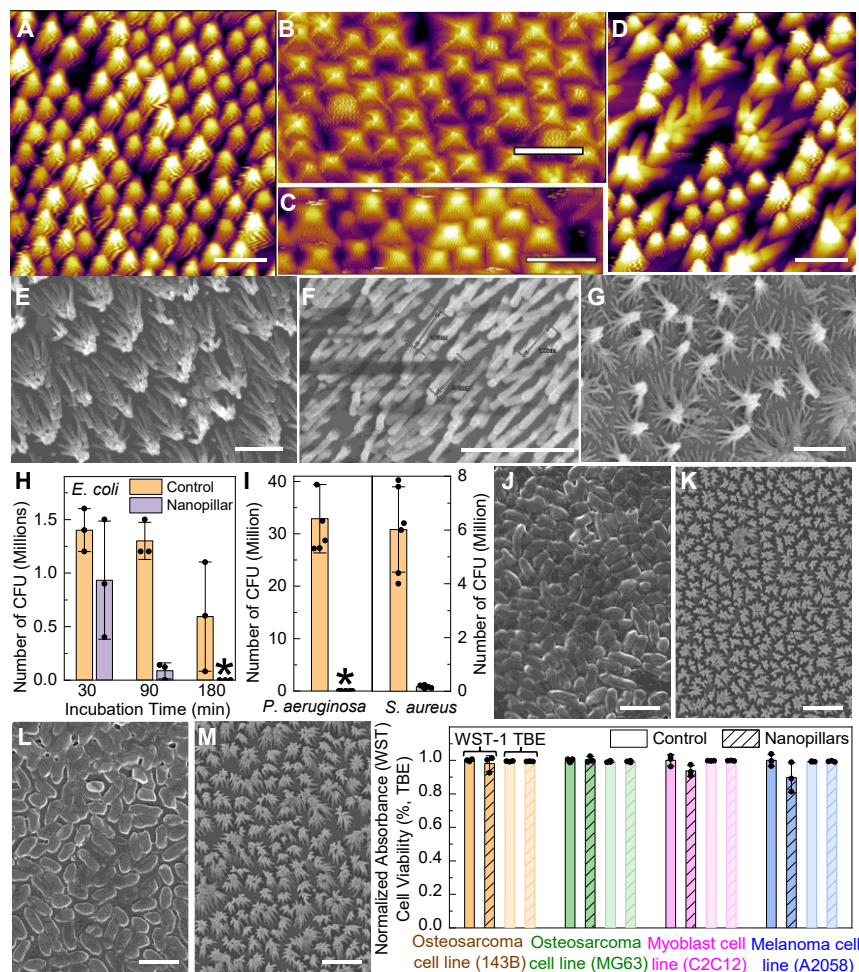 A
B
C
D
E
F
G
H
E. coli
Control
Nanopillar
Number of CFU (Millions)
1.5
1.0
0.5
0.0
30
90
180
Incubation Time (min)
*
I
Number of CFU (Million)
40
30
20
10
0
*
8
6
4
2
0
Number of CFU (Million)
P. aeruginosa
S. aureus
J
K
L
M
Normalized Absorbance (WST)
Cell Viability (%, TBE)
1.0
0.8
0.6
0.4
0.2
0.0
WST-1 TBE
Control
Nanopillars
Osteosarcoma
cell line (143B)
Osteosarcoma
cell line (MG63)
Myoblast cell
line (C2C12)
Melanoma cell
line (A2058)